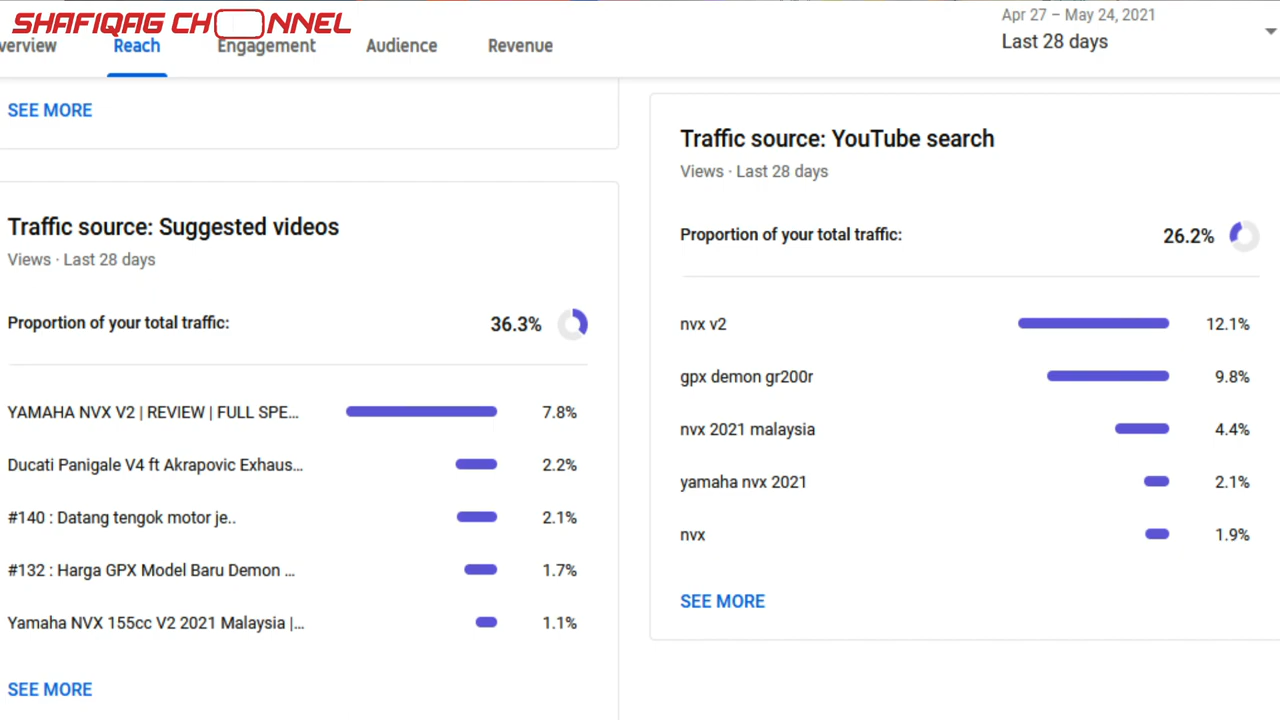 SHAFIQAG CHONNEL
verview
Reach
Engagement
Audience
Revenue
Apr 27 – May 24, 2021
Last 28 days
SEE MORE
Traffic source: Suggested videos
Views · Last 28 days
Proportion of your total traffic: 36.3%
YAMAHA NVX V2 | REVIEW | FULL SPE... 7.8%
Ducati Panigale V4 ft Akrapovic Exhaus... 2.2%
#140 : Datang tengok motor je.. 2.1%
#132 : Harga GPX Model Baru Demon ... 1.7%
Yamaha NVX 155cc V2 2021 Malaysia |... 1.1%
SEE MORE
Traffic source: YouTube search
Views · Last 28 days
Proportion of your total traffic: 26.2%
nvx v2 12.1%
gpx demon gr200r 9.8%
nvx 2021 malaysia 4.4%
yamaha nvx 2021 2.1%
nvx 1.9%
SEE MORE